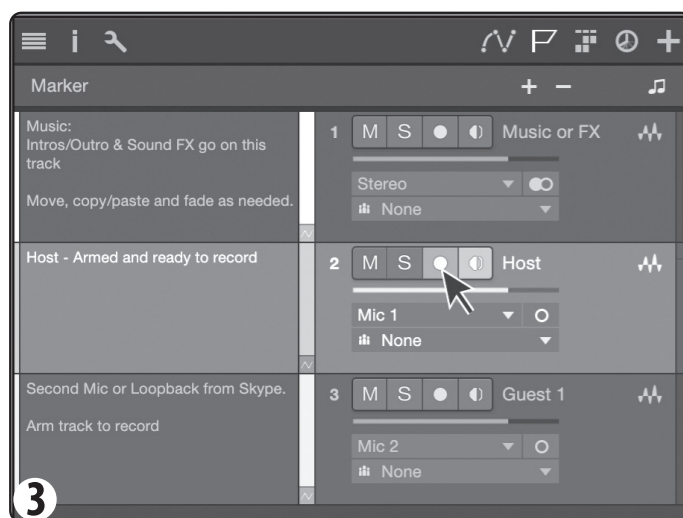 Marker
Music:
Intros/Outro & Sound FX go on this
track
Move, copy/paste and fade as needed.
1 M S Music or FX
Stereo
None
Host - Armed and ready to record
2 M S Host
Mic 1
None
Second Mic or Loopback from Skype.
Arm track to record
3 M S Guest 1
Mic 2
None
3